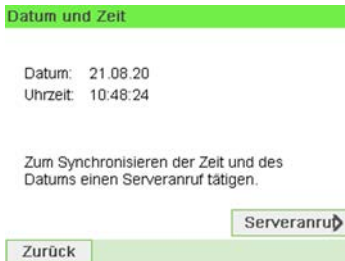 Datum und Zeit
Datum: 21.08.20
Uhrzeit: 10:48:24
Zum Synchronisieren der Zeit und des
Datums einen Serveranruf tätigen.
Serveranruf
Zurück